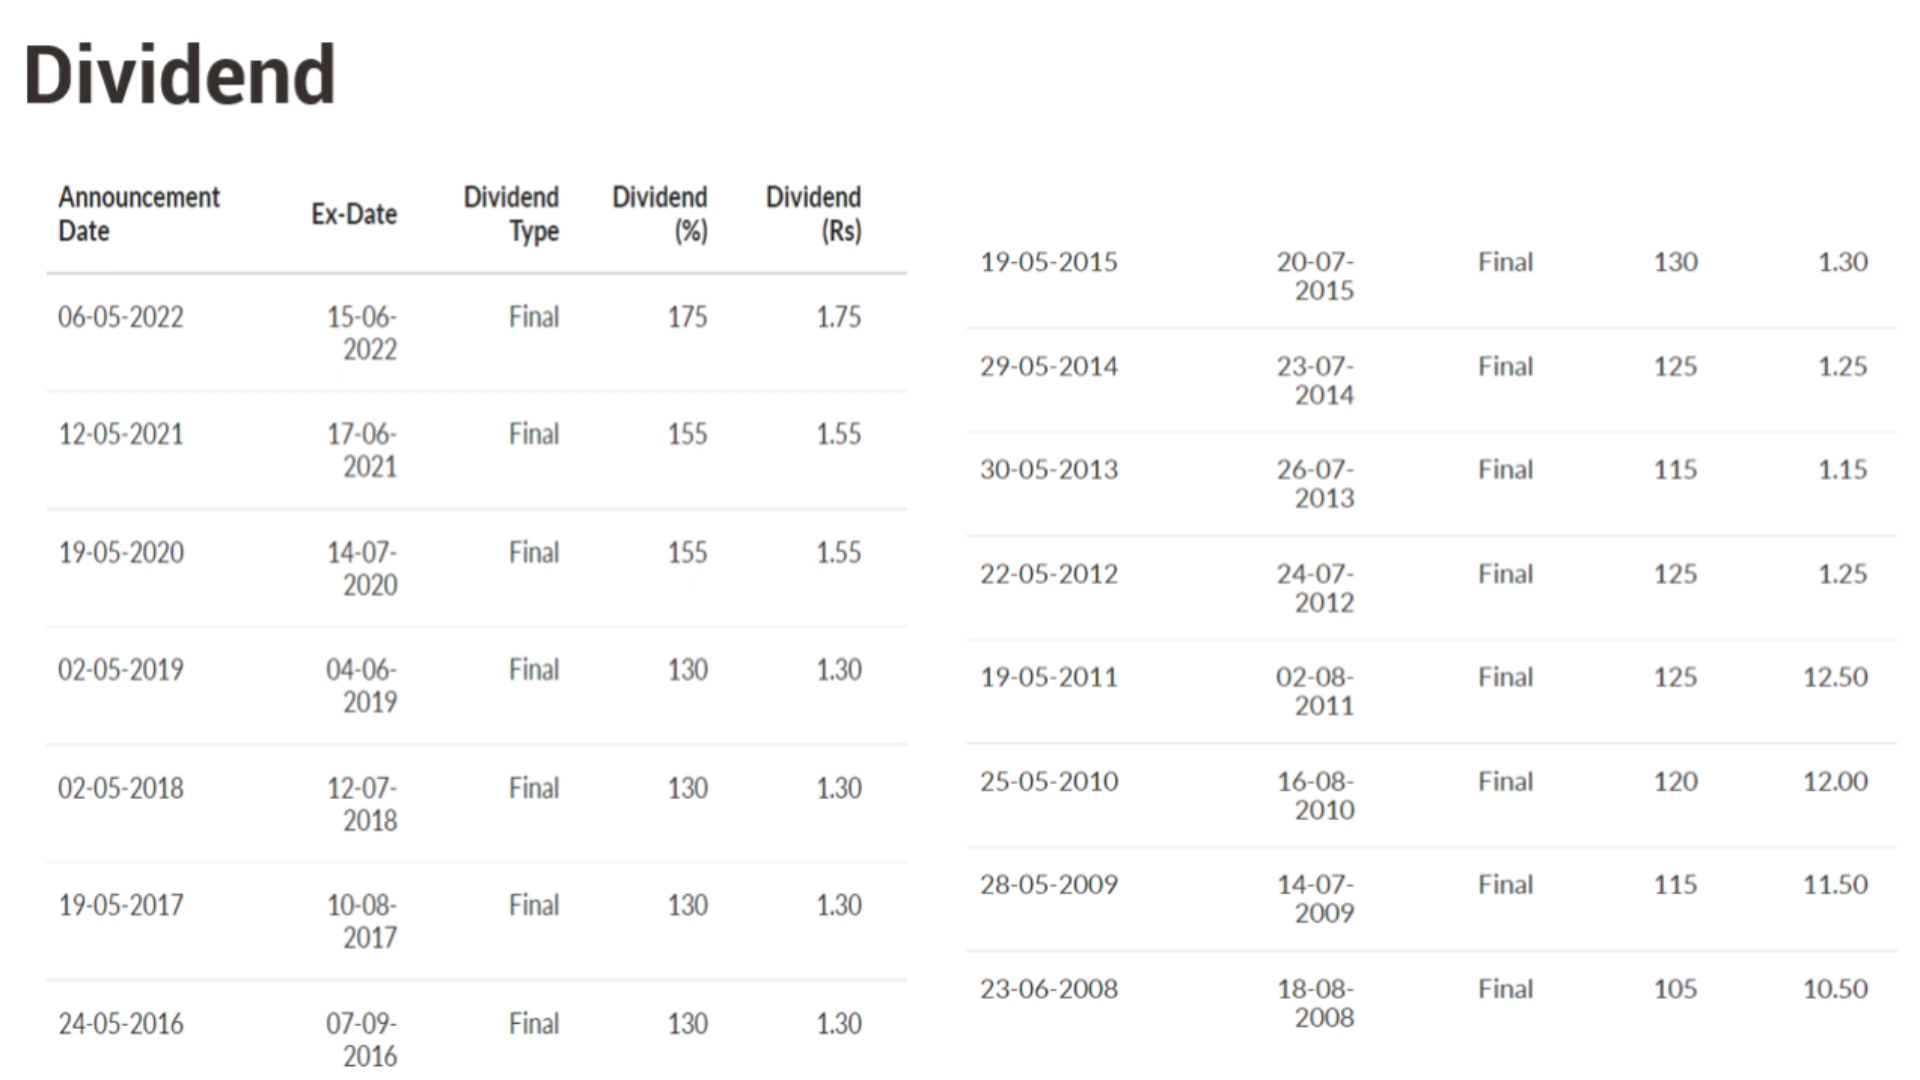 Dividend
Announcement Date Ex-Date Dividend Type Dividend (%) Dividend (Rs)
06-05-2022 15-06-2022 Final 175 1.75
12-05-2021 17-06-2021 Final 155 1.55
19-05-2020 14-07-2020 Final 155 1.55
02-05-2019 04-06-2019 Final 130 1.30
02-05-2018 12-07-2018 Final 130 1.30
19-05-2017 10-08-2017 Final 130 1.30
24-05-2016 07-09-2016 Final 130 1.30
19-05-2015 20-07-2015 Final 130 1.30
29-05-2014 23-07-2014 Final 125 1.25
30-05-2013 26-07-2013 Final 115 1.15
22-05-2012 24-07-2012 Final 125 1.25
19-05-2011 02-08-2011 Final 125 12.50
25-05-2010 16-08-2010 Final 120 12.00
28-05-2009 14-07-2009 Final 115 11.50
23-06-2008 18-08-2008 Final 105 10.50